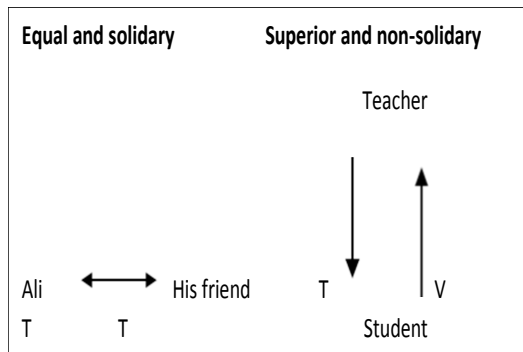 Equal and solidary Superior and non-solidary
Teacher
Ali His friend T V
T T Student